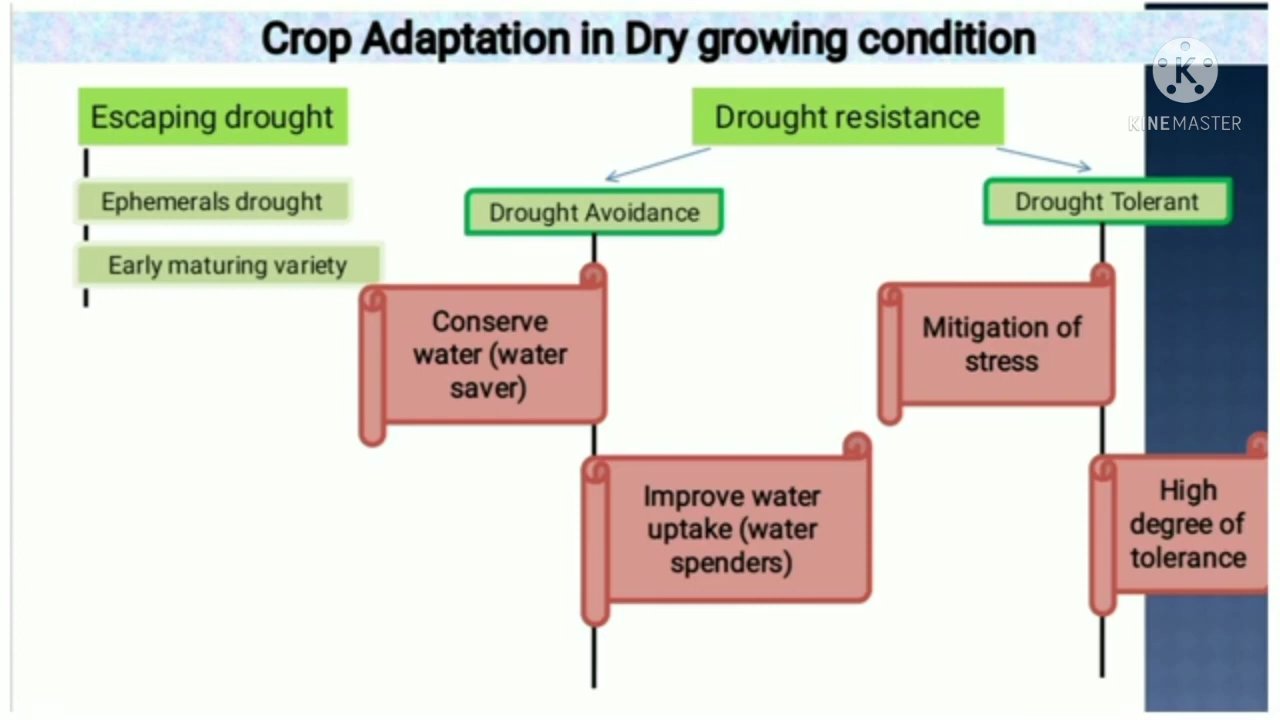 Crop Adaptation in Dry growing condition
KINEMASTER
Escaping drought
Ephemerals drought
Early maturing variety
Drought resistance
Drought Avoidance
Conserve
water (water
saver)
Improve water
uptake (water
spenders)
Drought Tolerant
Mitigation of
stress
High
degree of
tolerance